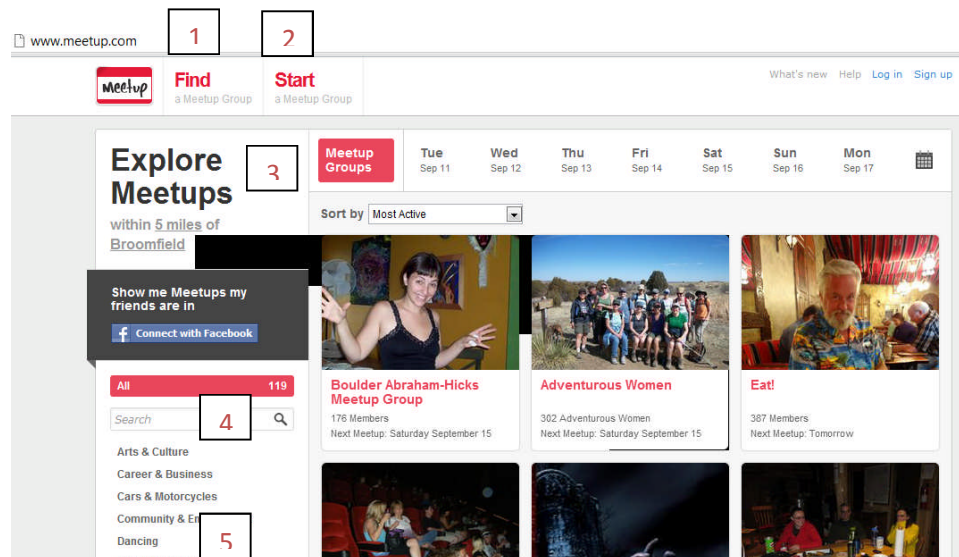 www.meetup.com
1
2
Meetup
Find
a Meetup Group
Start
a Meetup Group
What's new Help Log in Sign up
Explore
Meetups
within 5 miles of
Broomfield
3
Meetup
Groups
Tue
Sep 11
Wed
Sep 12
Thu
Sep 13
Fri
Sep 14
Sat
Sep 15
Sun
Sep 16
Mon
Sep 17
Sort by Most Active
Show me Meetups my
friends are in
f Connect with Facebook
All 119
Search
4
Arts & Culture
Career & Business
Cars & Motorcycles
Community &
Dancing
5
Boulder Abraham-Hicks
Meetup Group
176 Members
Next Meetup: Saturday September 15
Adventurous Women
302 Adventurous Women
Next Meetup: Saturday September 15
Eat!
387 Members
Next Meetup: Tomorrow